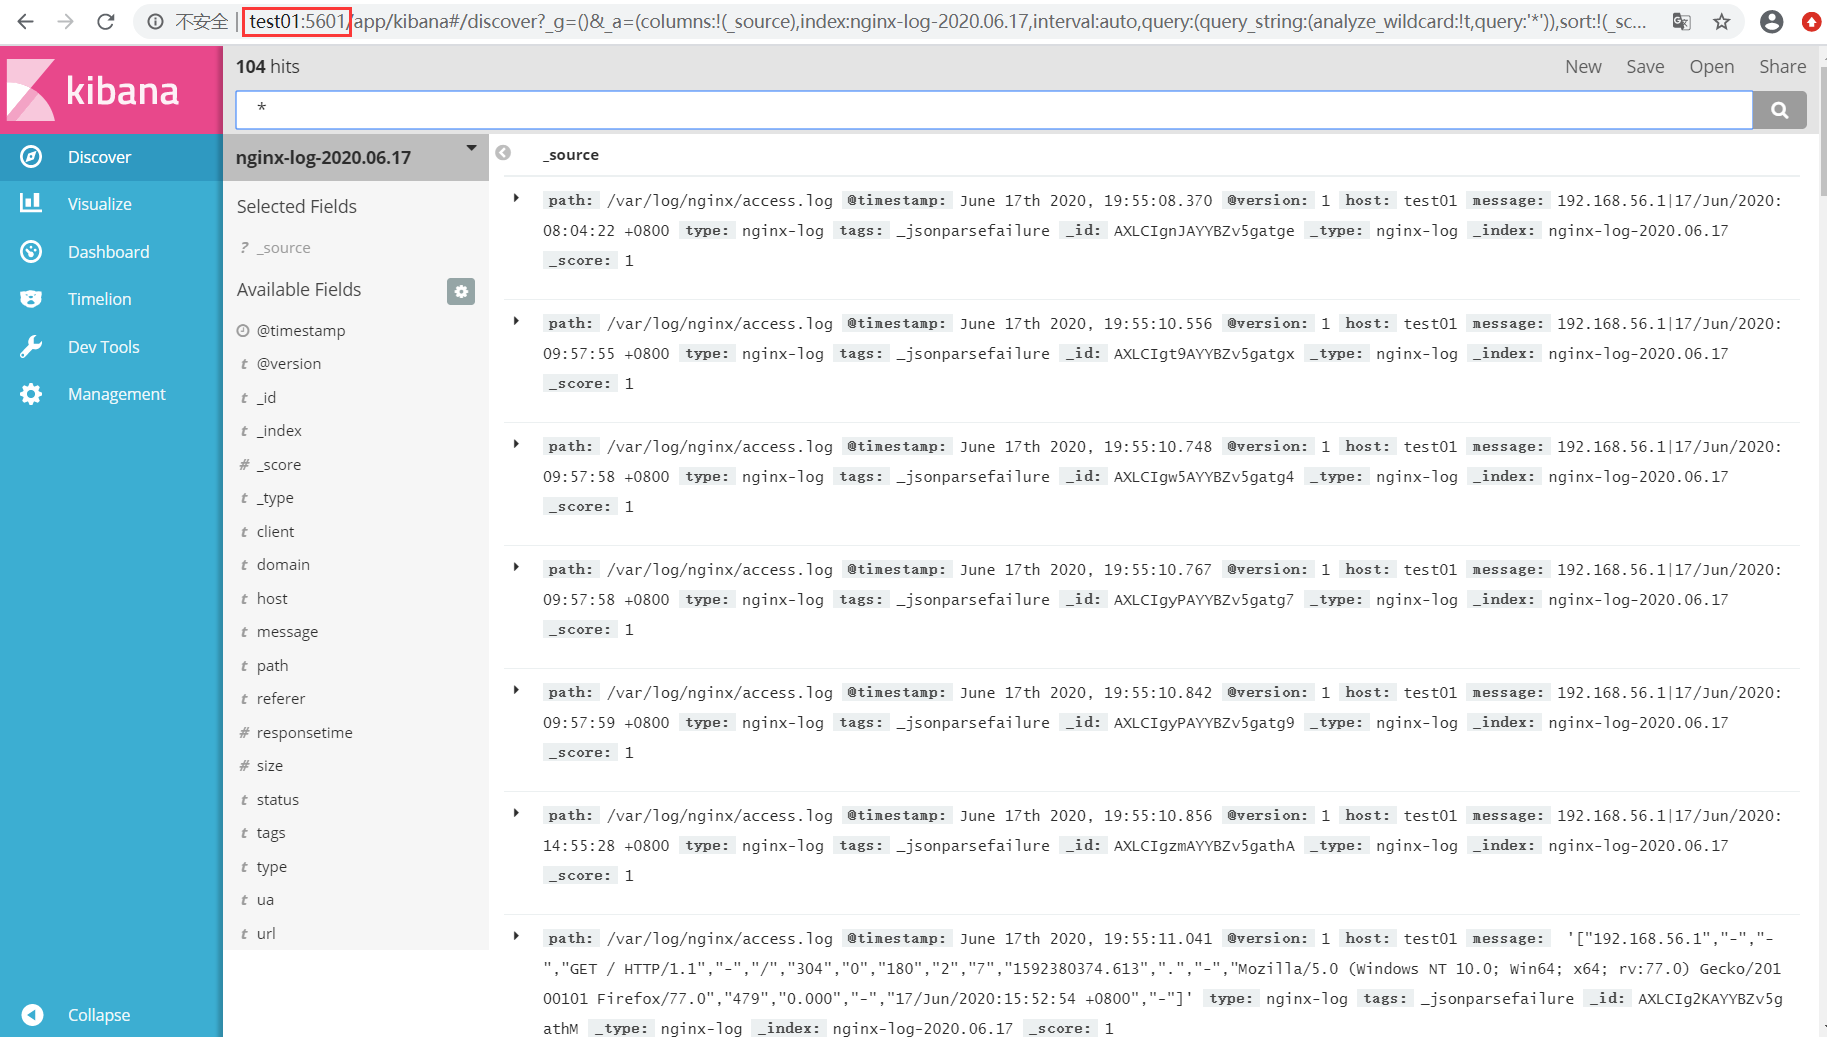 不安全 | test01:5601/app/kibana#/discover?_g=()&_a=(columns:!(_source),index:nginx-log-2020.06.17,interval:auto,query:(query_string:(analyze_wildcard:!t,query:'*')),sort:!(_sc...
kibana
Discover
Visualize
Dashboard
Timelion
Dev Tools
Management
Collapse
104 hits
New Save Open Share
*
nginx-log-2020.06.17
Selected Fields
? _source
Available Fields
@timestamp
t @version
t _id
t _index
# _score
t _type
t client
t domain
t host
t message
t path
t referer
# responsetime
# size
t status
t tags
t type
t ua
t url
_source
path: /var/log/nginx/access.log @timestamp: June 17th 2020, 19:55:08.370 @version: 1 host: test01 message: 192.168.56.1|17/Jun/2020:
08:04:22 +0800 type: nginx-log tags: _jsonparsefailure _id: AXLCIgnJAYYBZv5gatge _type: nginx-log _index: nginx-log-2020.06.17
_score: 1
path: /var/log/nginx/access.log @timestamp: June 17th 2020, 19:55:10.556 @version: 1 host: test01 message: 192.168.56.1|17/Jun/2020:
09:57:55 +0800 type: nginx-log tags: _jsonparsefailure _id: AXLCIgt9AYYBZv5gatgx _type: nginx-log _index: nginx-log-2020.06.17
_score: 1
path: /var/log/nginx/access.log @timestamp: June 17th 2020, 19:55:10.748 @version: 1 host: test01 message: 192.168.56.1|17/Jun/2020:
09:57:58 +0800 type: nginx-log tags: _jsonparsefailure _id: AXLCIgw5AYYBZv5gatg4 _type: nginx-log _index: nginx-log-2020.06.17
_score: 1
path: /var/log/nginx/access.log @timestamp: June 17th 2020, 19:55:10.767 @version: 1 host: test01 message: 192.168.56.1|17/Jun/2020:
09:57:58 +0800 type: nginx-log tags: _jsonparsefailure _id: AXLCIgyPAYYBZv5gatg7 _type: nginx-log _index: nginx-log-2020.06.17
_score: 1
path: /var/log/nginx/access.log @timestamp: June 17th 2020, 19:55:10.842 @version: 1 host: test01 message: 192.168.56.1|17/Jun/2020:
09:57:59 +0800 type: nginx-log tags: _jsonparsefailure _id: AXLCIgyPAYYBZv5gatg9 _type: nginx-log _index: nginx-log-2020.06.17
_score: 1
path: /var/log/nginx/access.log @timestamp: June 17th 2020, 19:55:10.856 @version: 1 host: test01 message: 192.168.56.1|17/Jun/2020:
14:55:28 +0800 type: nginx-log tags: _jsonparsefailure _id: AXLCIgzmAYYBZv5gathA _type: nginx-log _index: nginx-log-2020.06.17
_score: 1
path: /var/log/nginx/access.log @timestamp: June 17th 2020, 19:55:11.041 @version: 1 host: test01 message: '["192.168.56.1","-","-
","GET / HTTP/1.1","-","/","304","0","180","2","7","1592380374.613",".","-","Mozilla/5.0 (Windows NT 10.0; Win64; x64; rv:77.0) Gecko/201
00101 Firefox/77.0","479","0.000","-","17/Jun/2020:15:52:54 +0800","-"]' type: nginx-log tags: _jsonparsefailure _id: AXLCIg2KAYYBZv5g
athM _type: nginx-log _index: nginx-log-2020.06.17 _score: 1